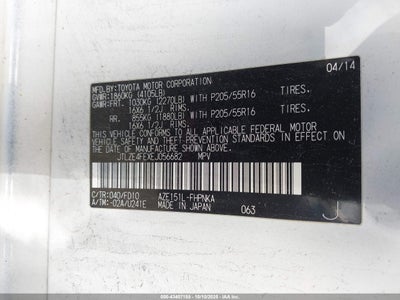 04/14
MFD.BY:TOYOTA MOTOR CORPORATION
GVWR:1860KG (4105LB)
GAWR:FRT. 1030KG (2270LB) WITH P205/55R16 TIRES.
16X6 1/2J RIMS.
RR. 855KG (1880LB) WITH P205/55R16 TIRES.
16X6 1/2J RIMS.
THIS VEHICLE CONFORMS TO ALL APPLICABLE FEDERAL MOTOR
VEHICLE SAFETY STANDARDS IN EFFECT ON THE DATE OF
MANUFACTURE SHOWN ABOVE.
JTLZE4FEXEJ056682 MPV
C/TR:040/FD10 AZE151L-FHPNKA
A/TM:-02A/U241E MADE IN JAPAN 063